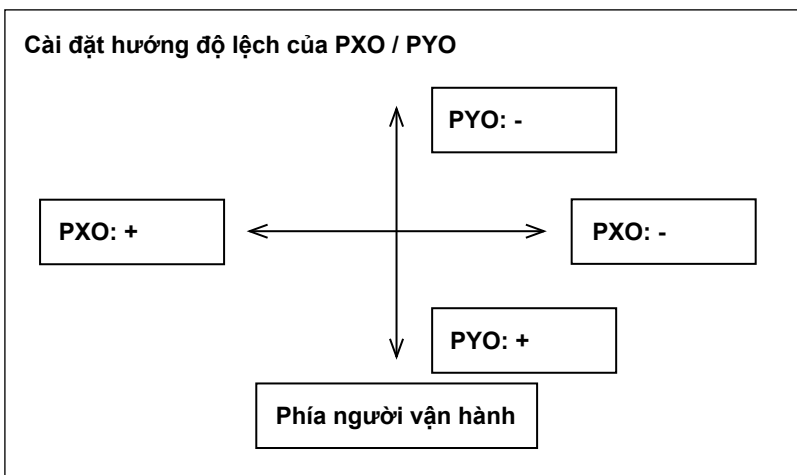 Cài đặt hướng độ lệch của PXO / PYO
PYO: -
PXO: +
PXO: -
PYO: +
Phía người vận hành